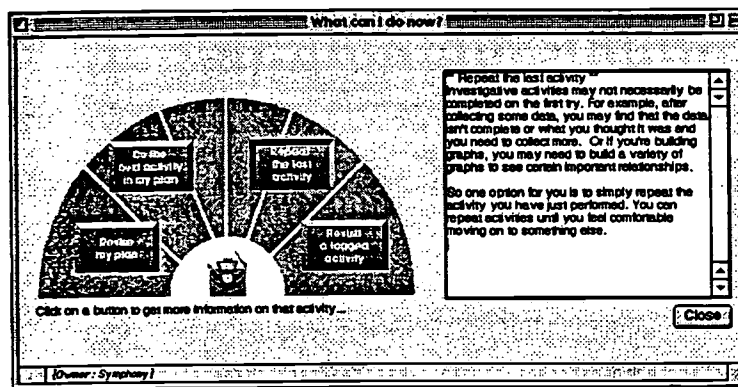 What can I do now?
Do the
next activity
in my plan
Repeat
the last
activity
Revise
my plan
Revisit
a logged
activity
Click on a button to get more information on that activity...
** Repeat the last activity **
Investigative activities may not necessarily be
completed on the first try. For example, after
collecting some data, you may find that the data
isn't complete or what you thought it was and
you need to collect more. Or if you're building
graphs, you may need to build a variety of
graphs to see certain important relationships.
So one option for you is to simply repeat the
activity you have just performed. You can
repeat activities until you feel comfortable
moving on to something else.
Close
[Owner: Symphony]